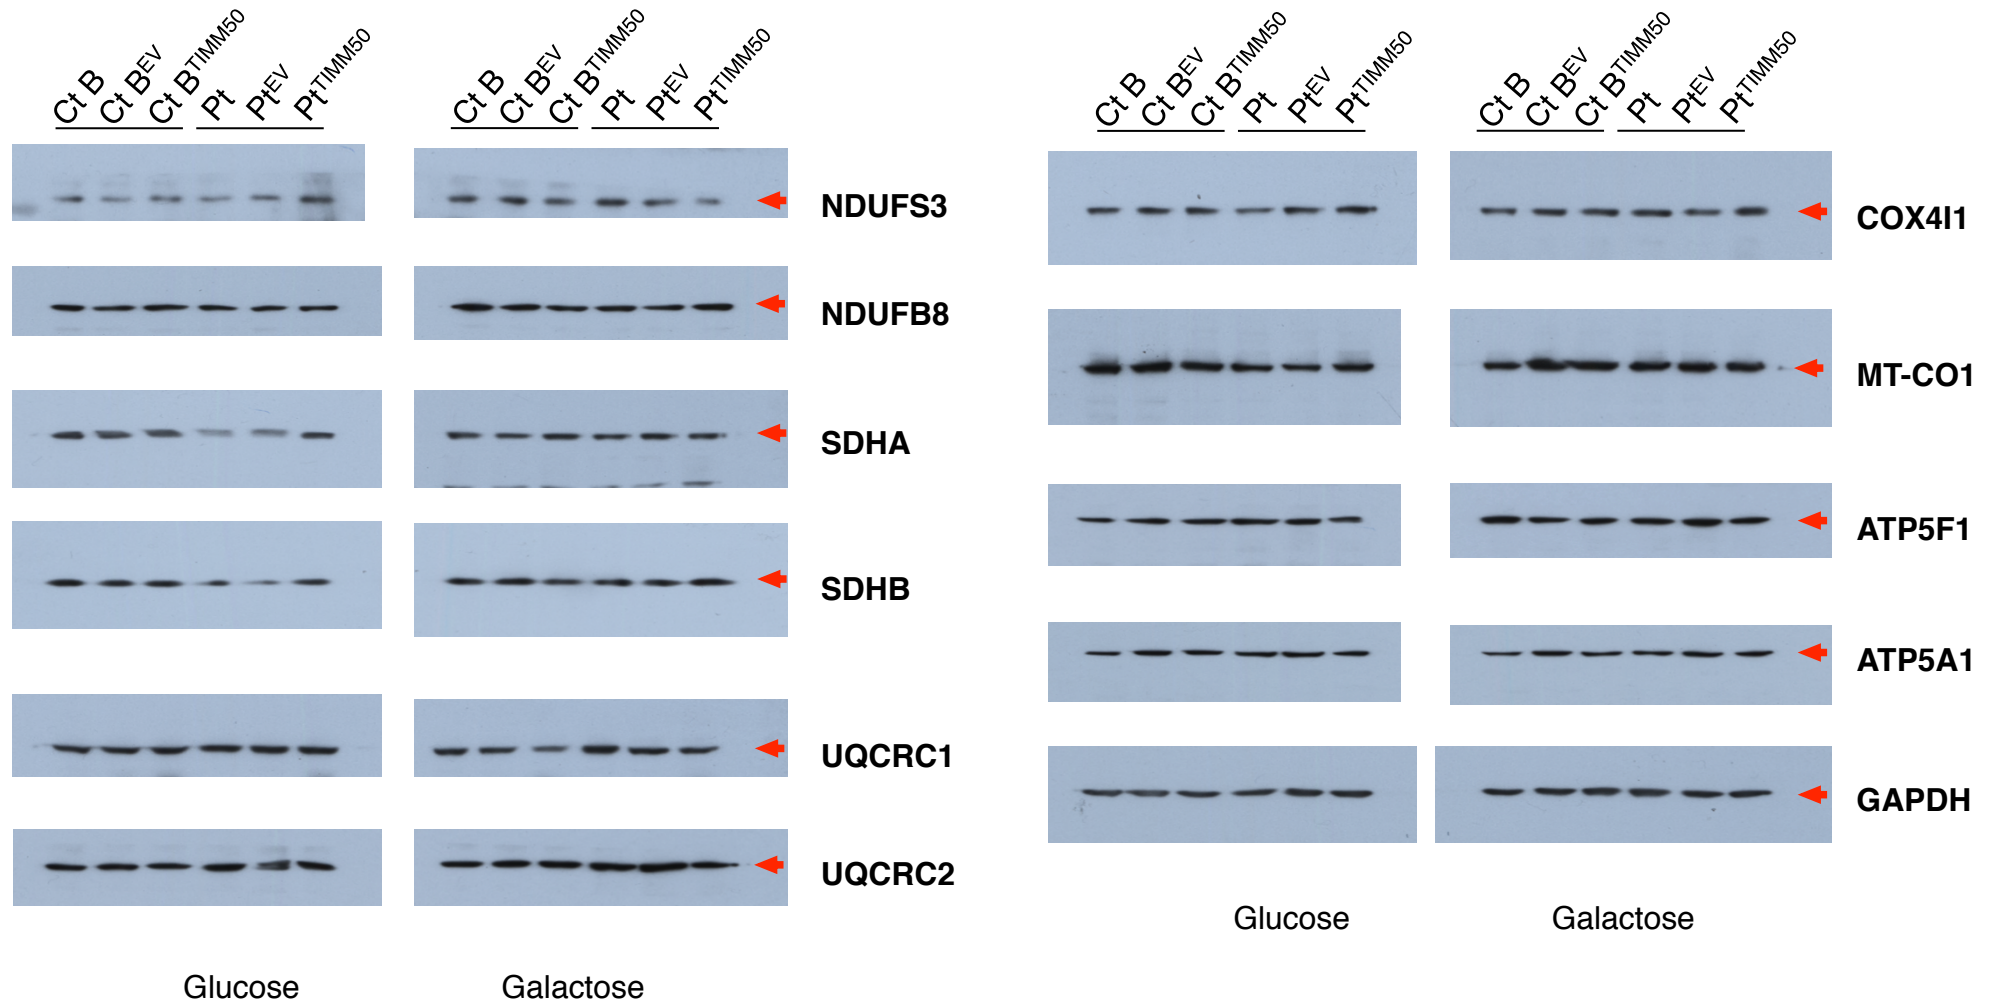 Ct B Ct B^EV Ct B^TIMM50 Pt Pt^EV Pt^TIMM50
Ct B Ct B^EV Ct B^TIMM50 Pt Pt^EV Pt^TIMM50
NDUFS3
NDUFB8
SDHA
SDHB
UQCRC1
UQCRC2
Glucose Galactose
Ct B Ct B^EV Ct B^TIMM50 Pt Pt^EV Pt^TIMM50
Ct B Ct B^EV Ct B^TIMM50 Pt Pt^EV Pt^TIMM50
COX4I1
MT-CO1
ATP5F1
ATP5A1
GAPDH
Glucose Galactose